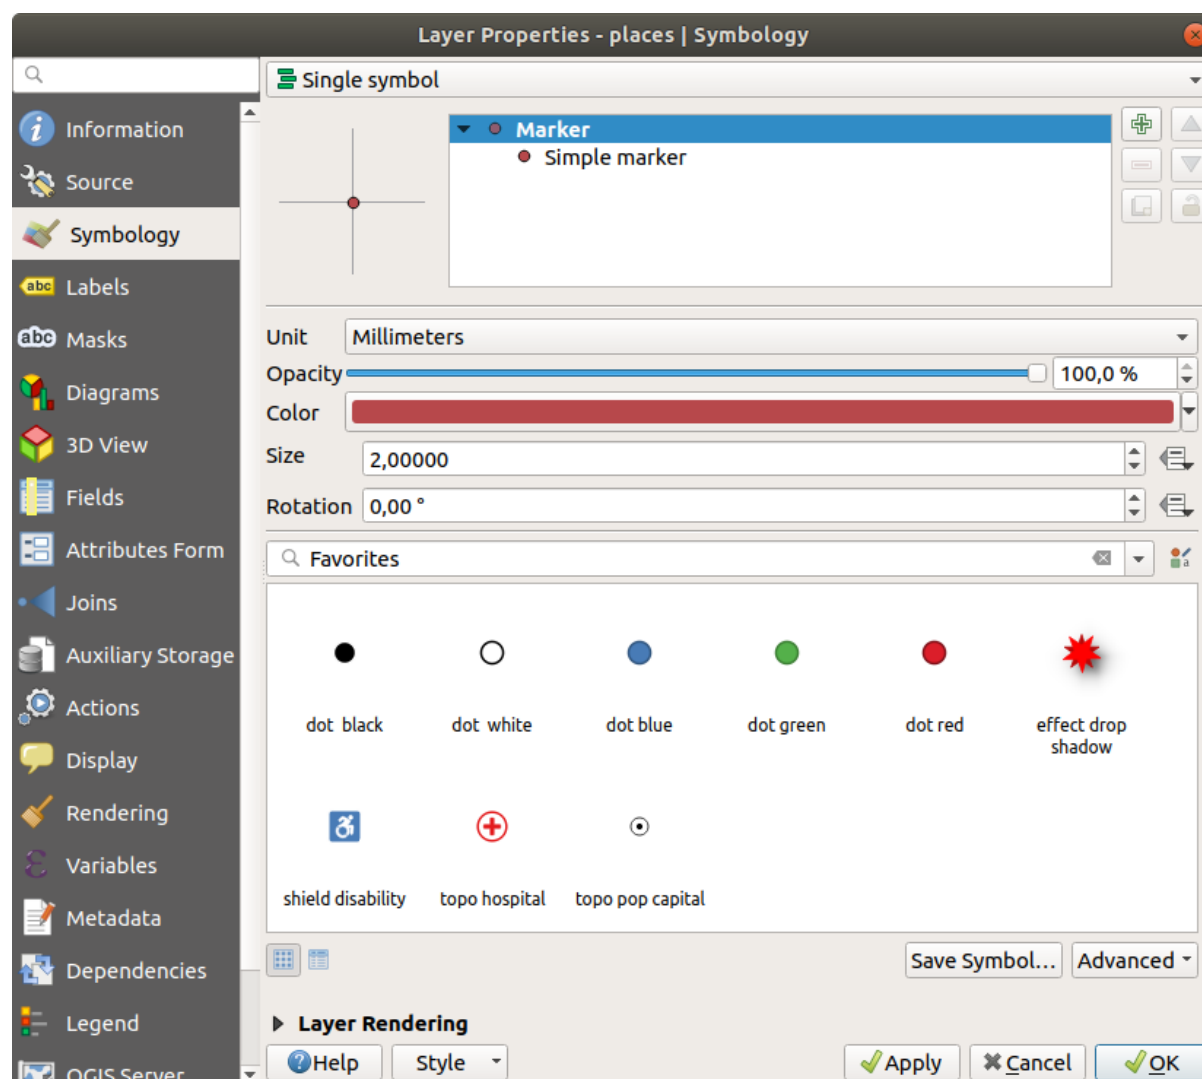 Layer Properties - places | Symbology
Single symbol
Information
Source
Symbology
Labels
Masks
Diagrams
3D View
Fields
Attributes Form
Joins
Auxiliary Storage
Actions
Display
Rendering
Variables
Metadata
Dependencies
Legend
QGIS Server
Marker
Simple marker
Unit Millimeters
Opacity 100,0 %
Color
Size 2,00000
Rotation 0,00 °
Favorites
dot black dot white dot blue dot green dot red effect drop
shadow
shield disability topo hospital topo pop capital
Save Symbol... Advanced
Layer Rendering
Help Style Apply Cancel OK
abc
abc